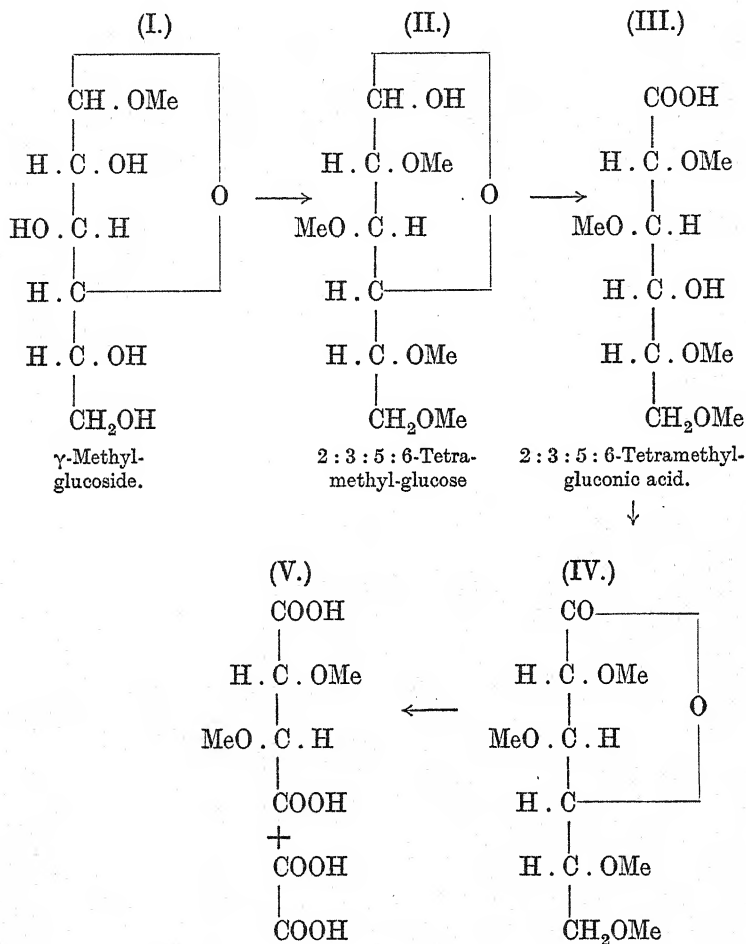 (I.) (II.) (III.)
CH . OMe CH . OH COOH
H . C . OH H . C . OMe H . C . OMe
HO . C . H O ⟶ MeO . C . H O ⟶ MeO . C . H
H . C H . C H . C . OH
H . C . OH H . C . OMe H . C . OMe
CH₂OH CH₂OMe CH₂OMe
γ-Methyl- 2 : 3 : 5 : 6-Tetra- 2 : 3 : 5 : 6-Tetramethyl-
glucoside. methyl-glucose gluconic acid.
↓
(V.) (IV.)
COOH CO
H . C . OMe H . C . OMe
MeO . C . H ⟵ MeO . C . H O
COOH H . C
+
COOH H . C . OMe
COOH CH₂OMe